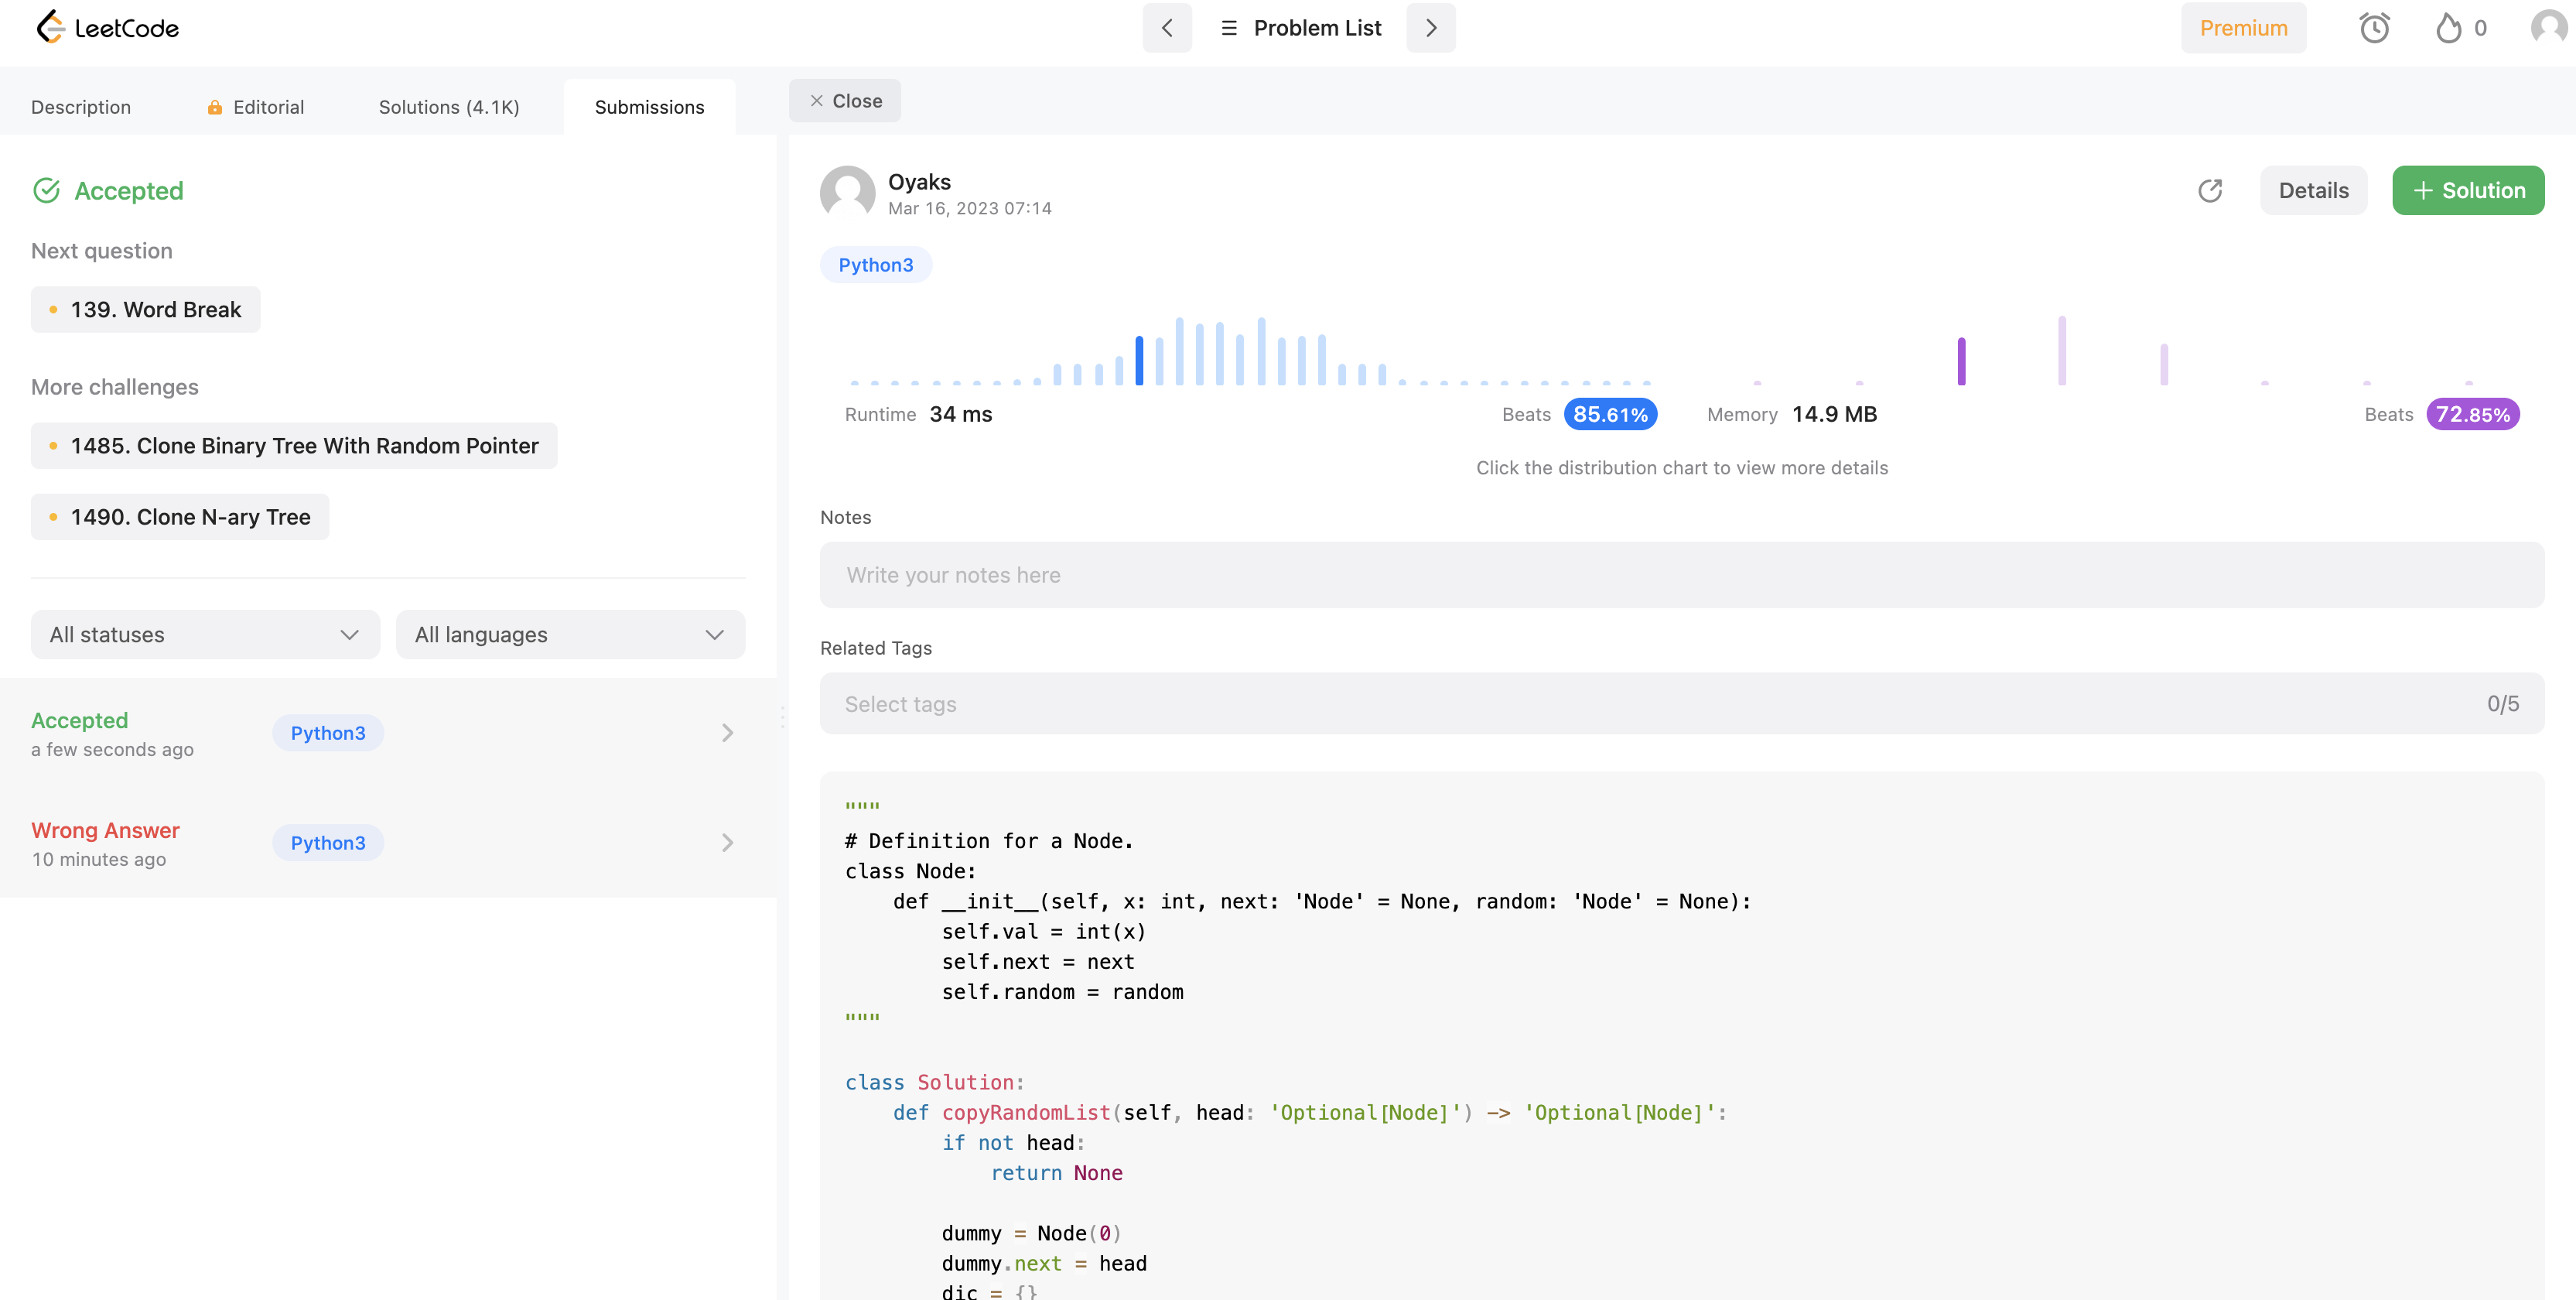 LeetCode
Problem List
Premium
0
Description
Editorial
Solutions (4.1K)
Submissions
Close
Accepted
Next question
139. Word Break
More challenges
1485. Clone Binary Tree With Random Pointer
1490. Clone N-ary Tree
All statuses
All languages
Accepted
a few seconds ago
Python3
Wrong Answer
10 minutes ago
Python3
Oyaks
Mar 16, 2023 07:14
Details
+ Solution
Python3
Runtime 34 ms
Beats 85.61%
Memory 14.9 MB
Beats 72.85%
Click the distribution chart to view more details
Notes
Write your notes here
Related Tags
Select tags
0/5
"""
# Definition for a Node.
class Node:
    def __init__(self, x: int, next: 'Node' = None, random: 'Node' = None):
        self.val = int(x)
        self.next = next
        self.random = random
"""
class Solution:
    def copyRandomList(self, head: 'Optional[Node]') -> 'Optional[Node]':
        if not head:
            return None
        dummy = Node(0)
        dummy.next = head
        dic = {}